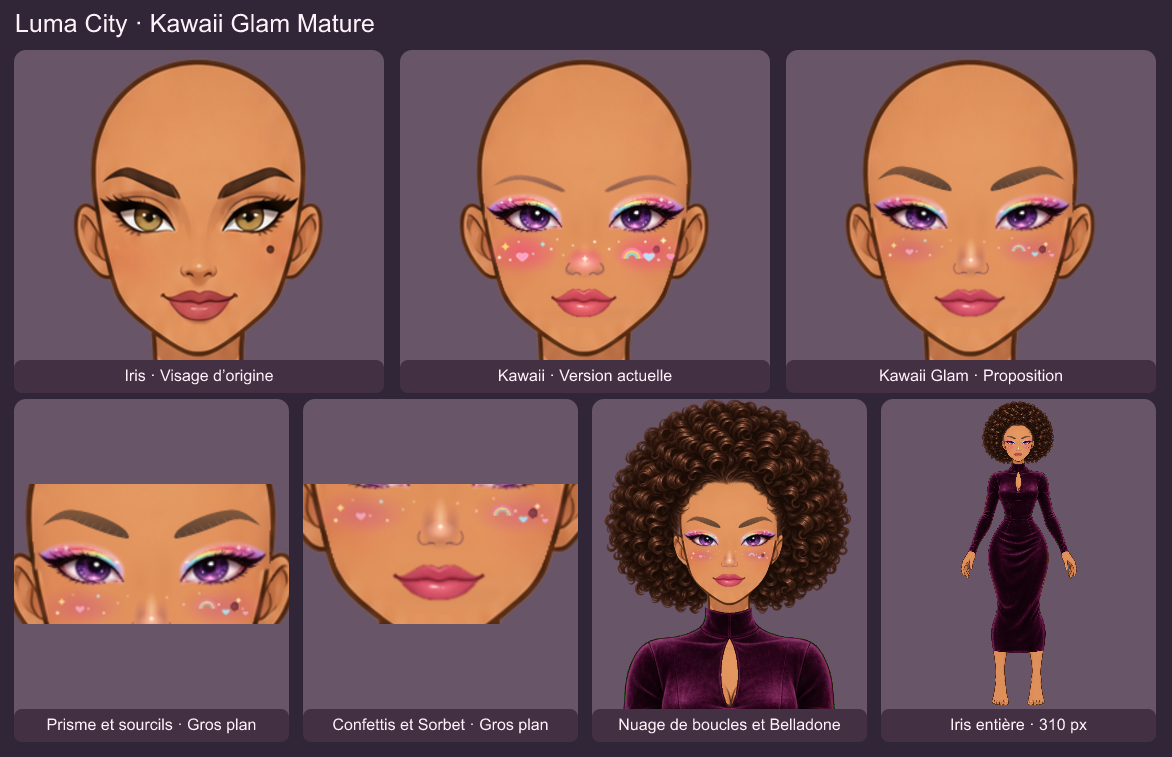 Luma City · Kawaii Glam Mature
Iris · Visage d’origine
Kawaii · Version actuelle
Kawaii Glam · Proposition
Prisme et sourcils · Gros plan
Confettis et Sorbet · Gros plan
Nuage de boucles et Belladone
Iris entière · 310 px